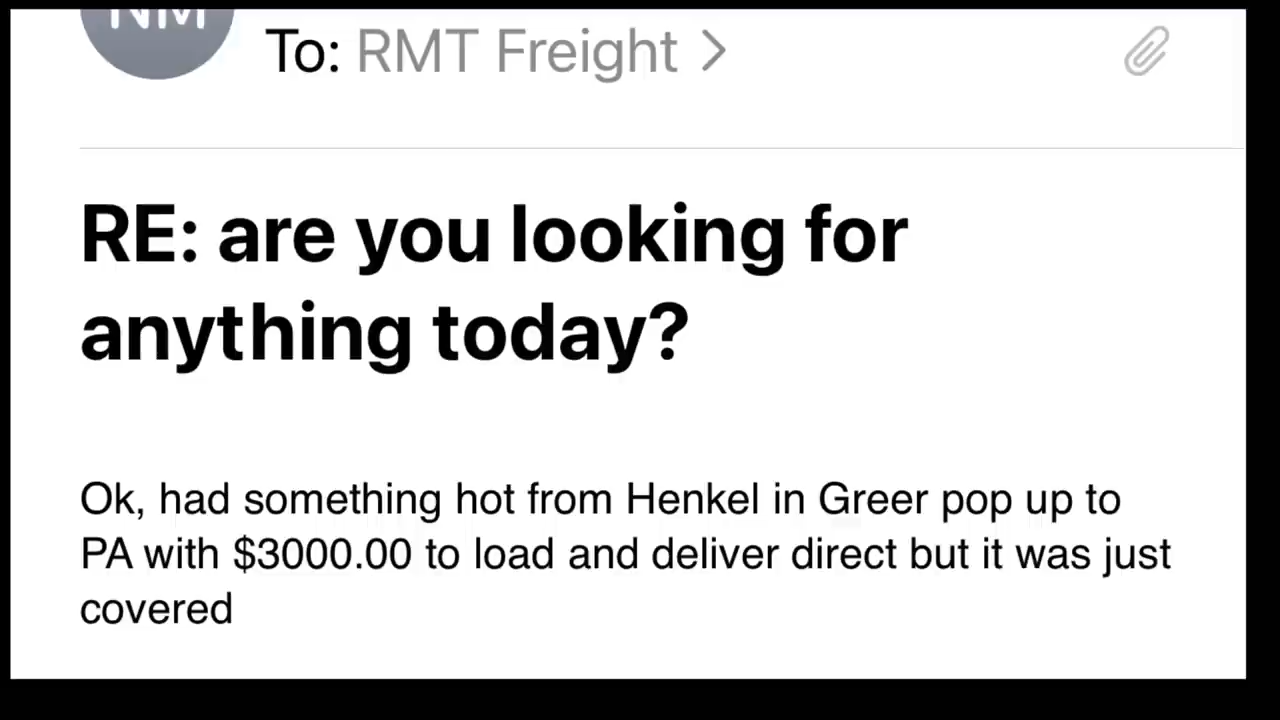 NM
To: RMT Freight >
RE: are you looking for
anything today?
Ok, had something hot from Henkel in Greer pop up to
PA with $3000.00 to load and deliver direct but it was just
covered